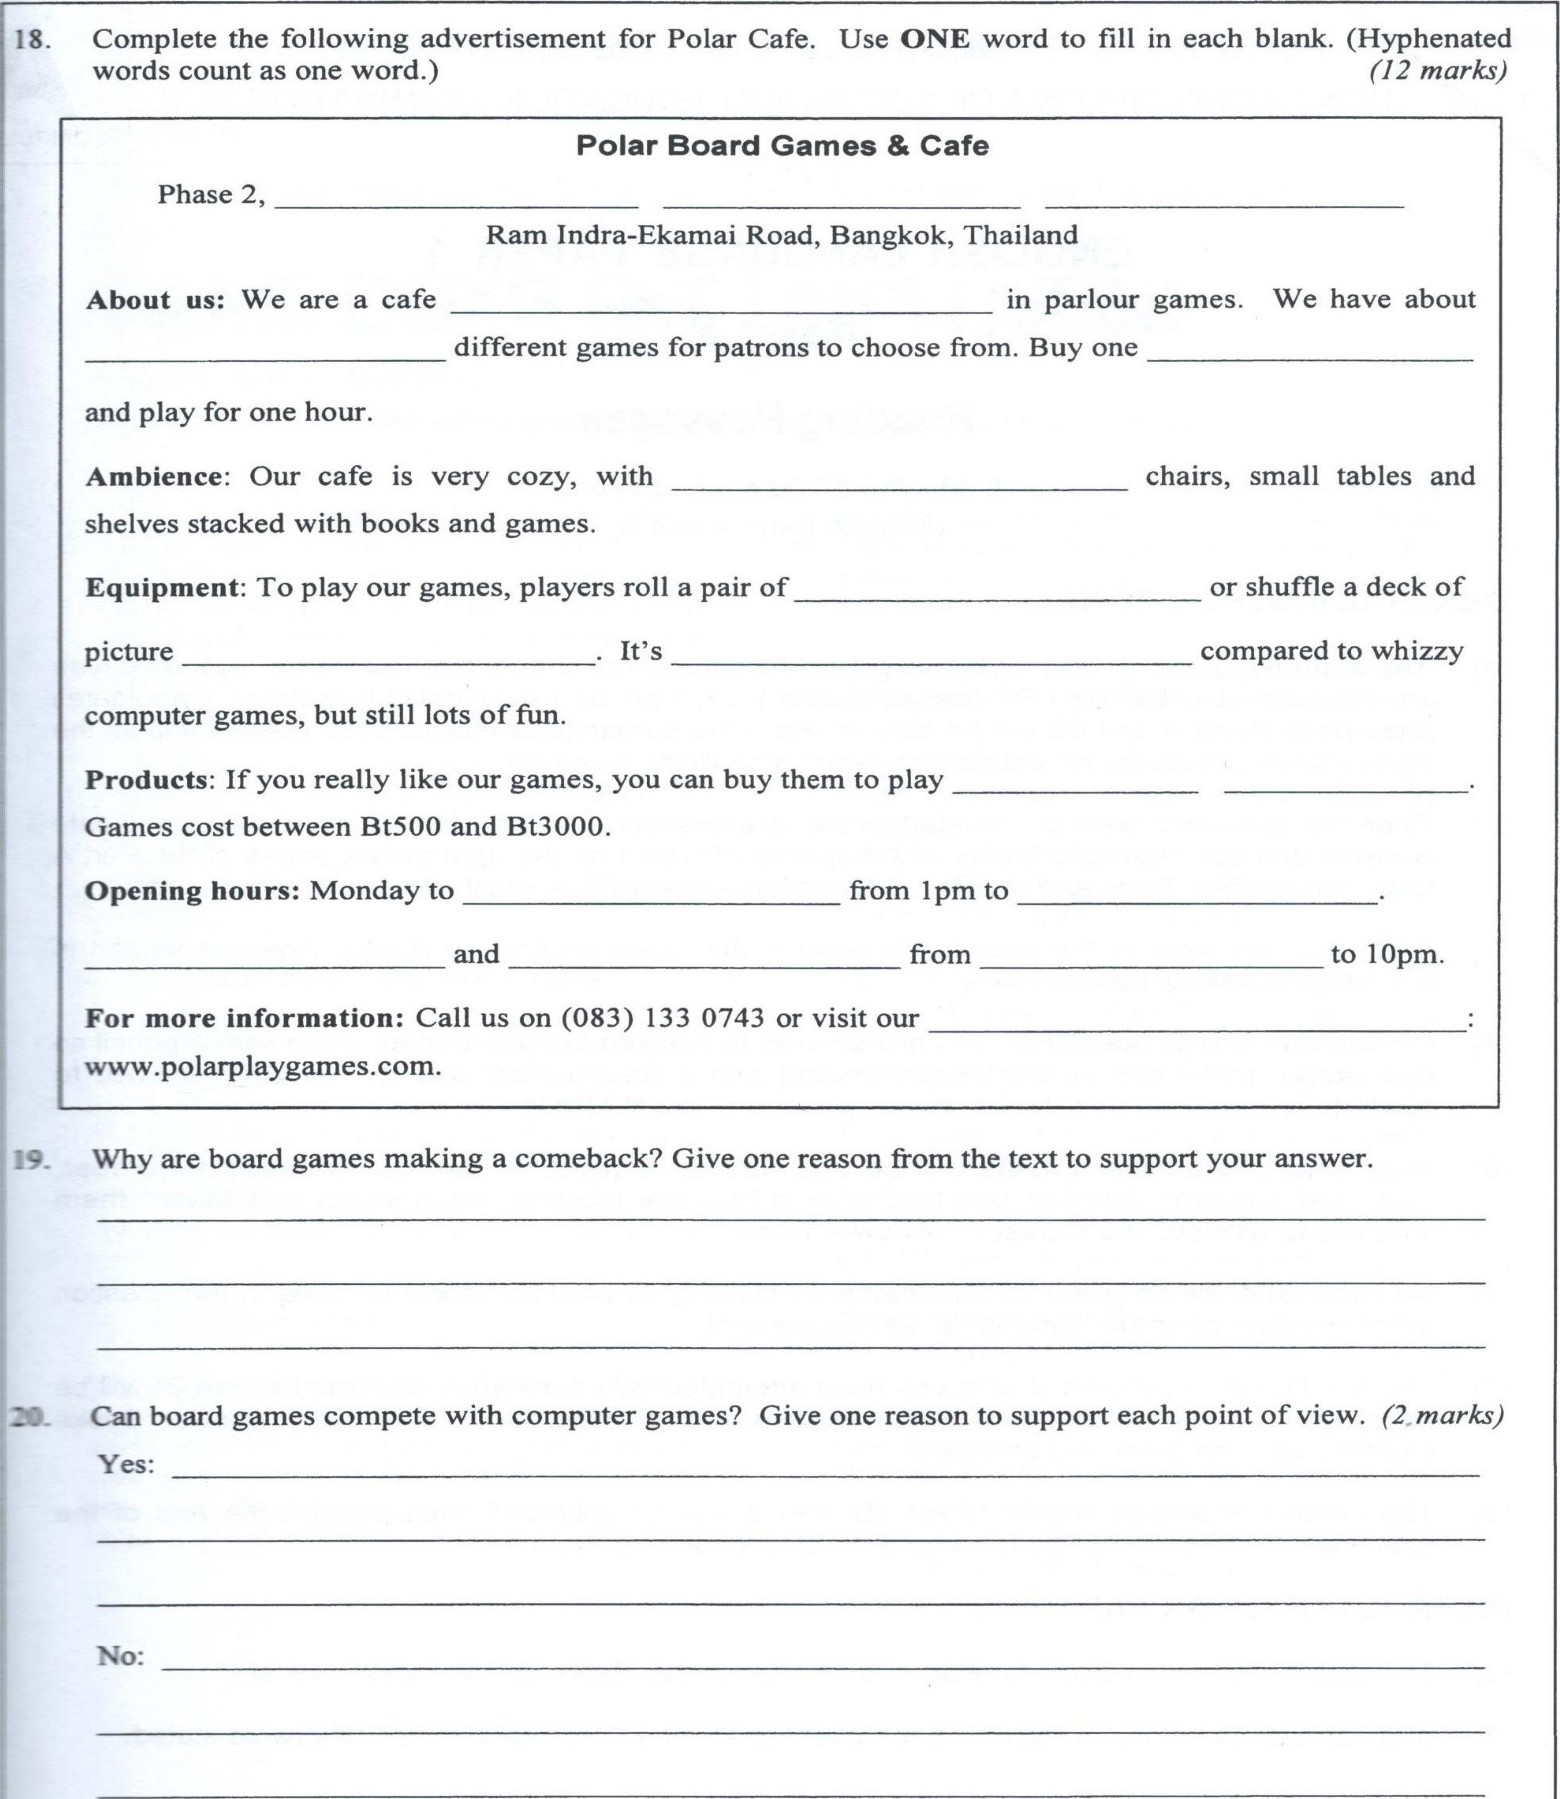 18. Complete the following advertisement for Polar Cafe. Use ONE word to fill in each blank. (Hyphenated
words count as one word.) (12 marks)
Polar Board Games & Cafe
Phase 2, ____________ ____________ ____________
Ram Indra-Ekamai Road, Bangkok, Thailand
About us: We are a cafe ____________ in parlour games. We have about
____________ different games for patrons to choose from. Buy one ____________
and play for one hour.
Ambience: Our cafe is very cozy, with ____________ chairs, small tables and
shelves stacked with books and games.
Equipment: To play our games, players roll a pair of ____________ or shuffle a deck of
picture ____________. It's ____________ compared to whizzy
computer games, but still lots of fun.
Products: If you really like our games, you can buy them to play ____________ ____________.
Games cost between Bt500 and Bt3000.
Opening hours: Monday to ____________ from 1pm to ____________.
____________ and ____________ from ____________ to 10pm.
For more information: Call us on (083) 133 0743 or visit our ____________:
www.polarplaygames.com.
19. Why are board games making a comeback? Give one reason from the text to support your answer.
20. Can board games compete with computer games? Give one reason to support each point of view. (2 marks)
Yes: ____________
No: ____________